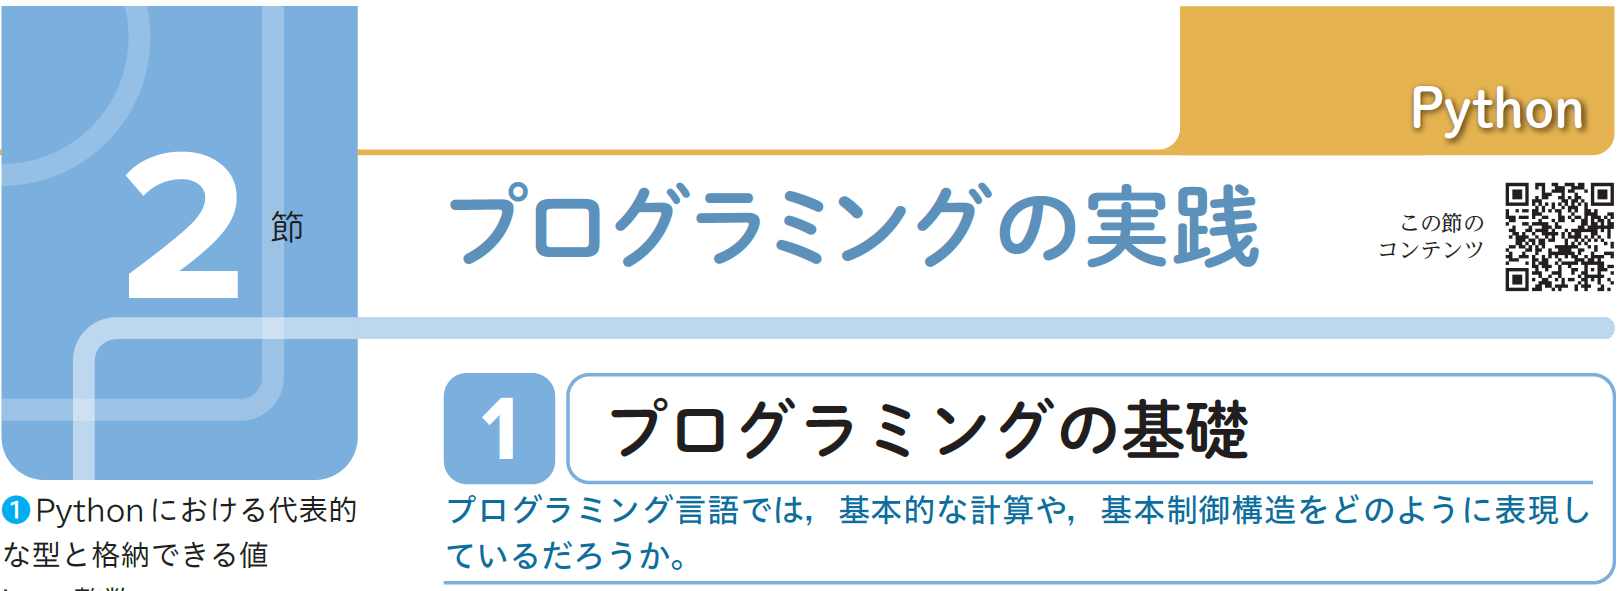 Python
2 節
プログラミングの実践
この節の
コンテンツ
1 プログラミングの基礎
プログラミング言語では，基本的な計算や，基本制御構造をどのように表現し
ているだろうか。
1 Pythonにおける代表的
な型と格納できる値